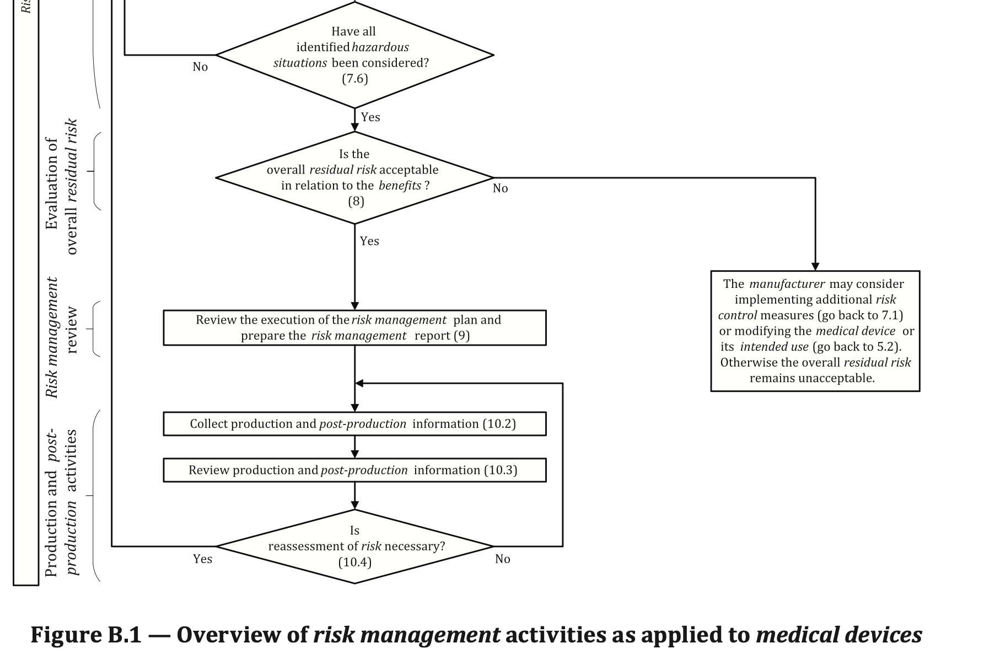 Have all
identified hazardous
situations been considered?
(7.6)
No
Yes
Evaluation of
overall residual risk
Is the
overall residual risk acceptable
in relation to the benefits ?
(8)
No
Yes
Risk management
review
Review the execution of the risk management plan and
prepare the risk management report (9)
The manufacturer may consider
implementing additional risk
control measures (go back to 7.1)
or modifying the medical device or
its intended use (go back to 5.2).
Otherwise the overall residual risk
remains unacceptable.
Production and post-
production activities
Collect production and post-production information (10.2)
Review production and post-production information (10.3)
Is
reassessment of risk necessary?
(10.4)
Yes
No
Figure B.1 — Overview of risk management activities as applied to medical devices